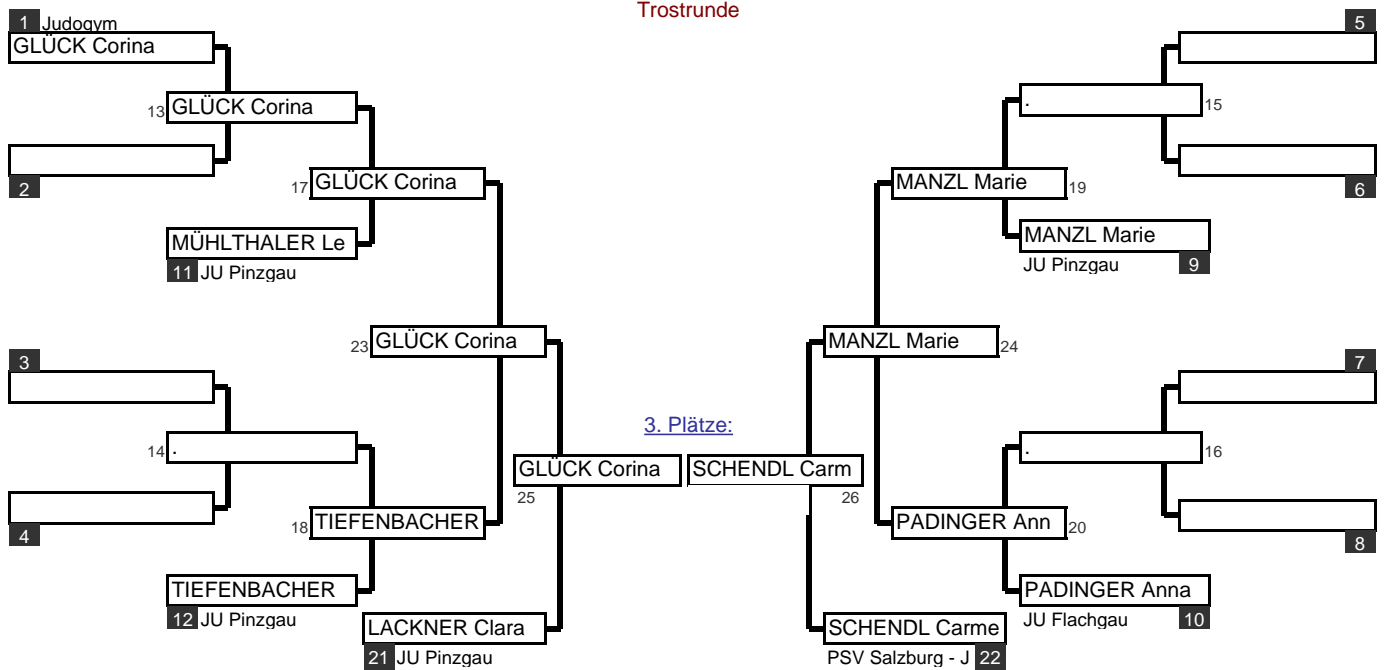 Trostrunde
1 Judogym
5
GLÜCK Corina
13 GLÜCK Corina
. 15
2
17 GLÜCK Corina
MANZL Marie 19
6
MÜHLTHALER Le
MANZL Marie
11 JU Pinzgau
JU Pinzgau 9
23 GLÜCK Corina
MANZL Marie 24
3
7
3. Plätze:
14 .
. 16
GLÜCK Corina
SCHENDL Carm
25
26
4
18 TIEFENBACHER
PADINGER Ann 20
8
TIEFENBACHER
PADINGER Anna
12 JU Pinzgau
JU Flachgau 10
LACKNER Clara
SCHENDL Carme
21 JU Pinzgau
PSV Salzburg - J 22